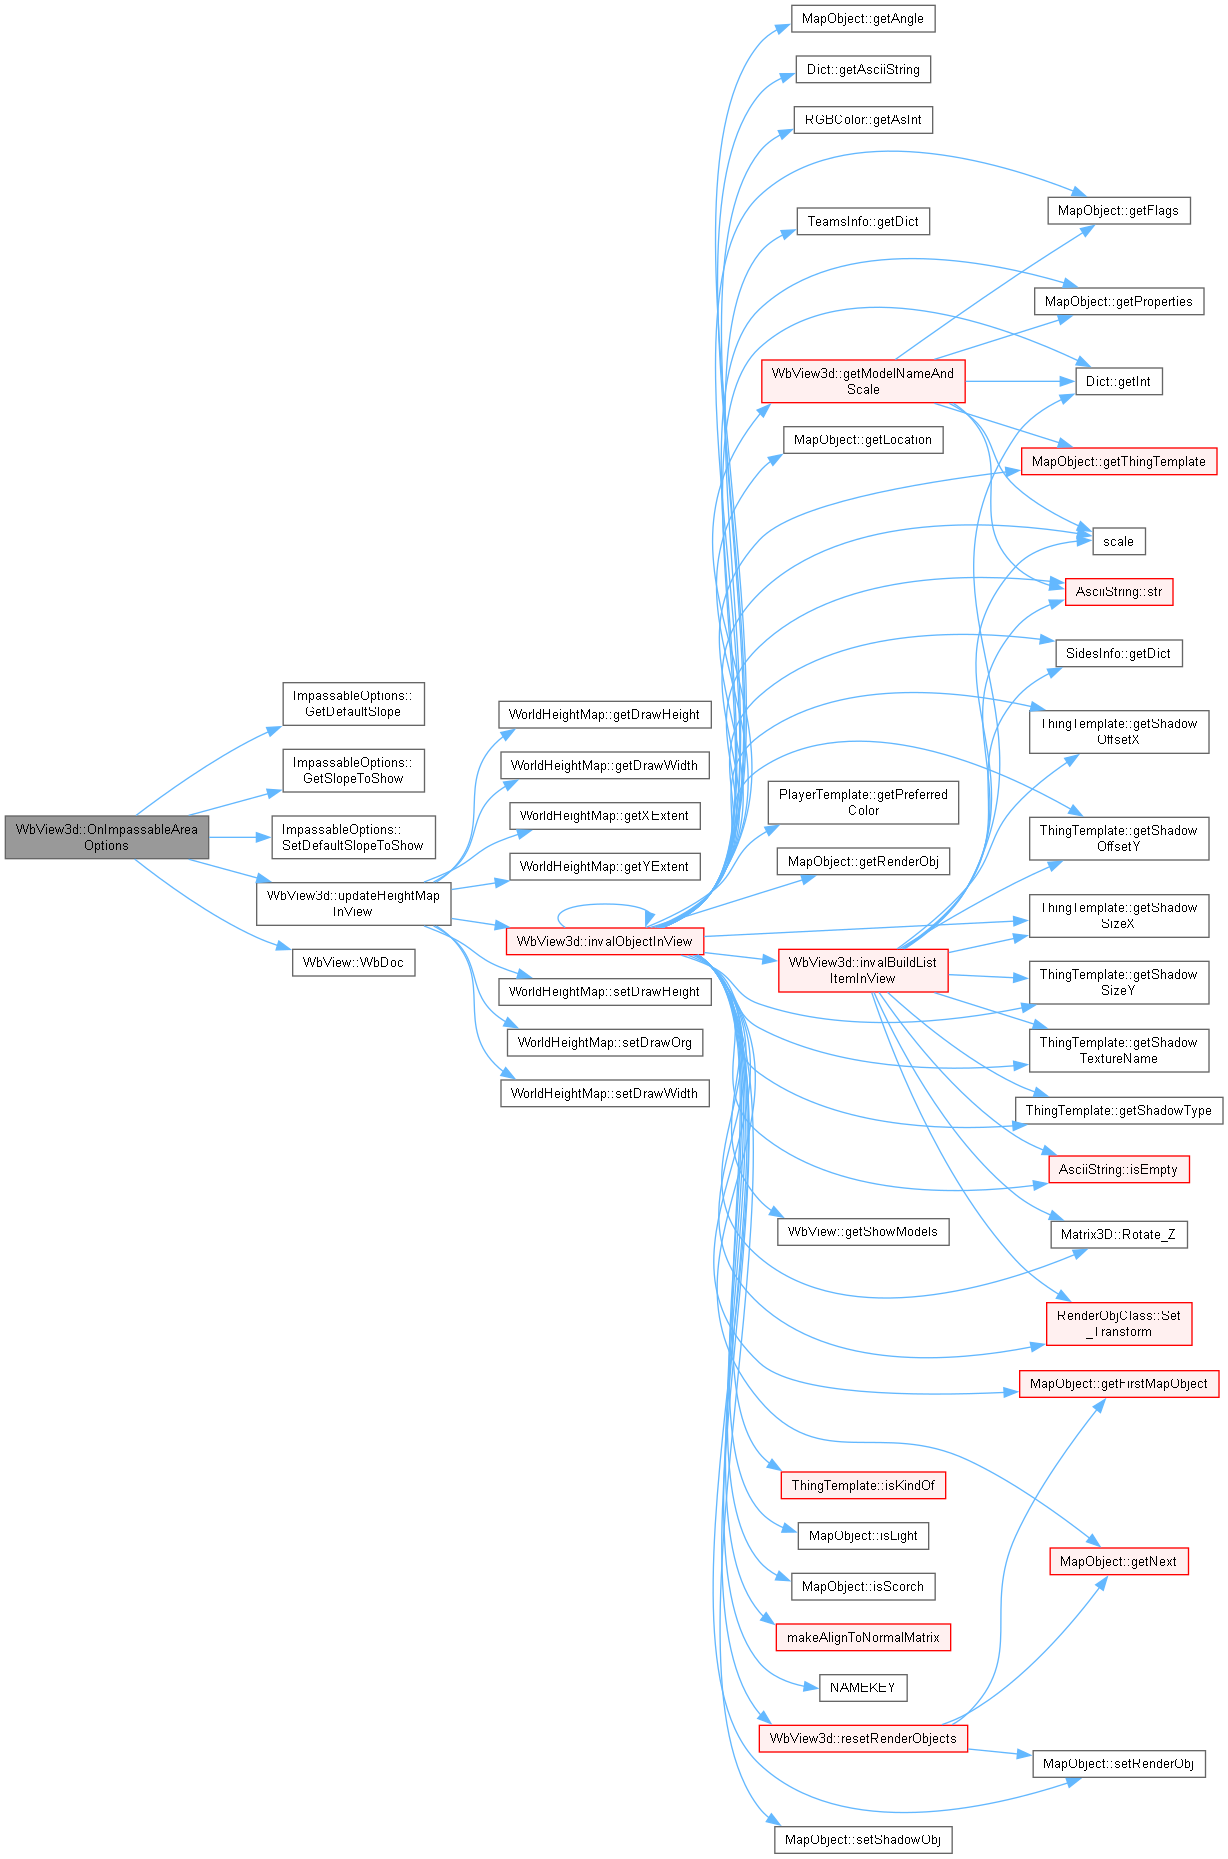 WbView3d::OnImpassableArea
Options
ImpassableOptions::
GetDefaultSlope
ImpassableOptions::
GetSlopeToShow
ImpassableOptions::
SetDefaultSlopeToShow
WbView3d::updateHeightMap
InView
WbView::WbDoc
WorldHeightMap::getDrawHeight
WorldHeightMap::getDrawWidth
WorldHeightMap::getXExtent
WorldHeightMap::getYExtent
WbView3d::invalObjectInView
WorldHeightMap::setDrawHeight
WorldHeightMap::setDrawOrg
WorldHeightMap::setDrawWidth
MapObject::getAngle
Dict::getAsciiString
RGBColor::getAsInt
TeamsInfo::getDict
WbView3d::getModelNameAnd
Scale
MapObject::getLocation
PlayerTemplate::getPreferred
Color
MapObject::getRenderObj
WbView3d::invalBuildList
ItemInView
WbView::getShowModels
ThingTemplate::isKindOf
MapObject::isLight
MapObject::isScorch
makeAlignToNormalMatrix
NAMEKEY
WbView3d::resetRenderObjects
MapObject::setShadowObj
MapObject::getFlags
MapObject::getProperties
Dict::getInt
MapObject::getThingTemplate
scale
AsciiString::str
SidesInfo::getDict
ThingTemplate::getShadow
OffsetX
ThingTemplate::getShadow
OffsetY
ThingTemplate::getShadow
SizeX
ThingTemplate::getShadow
SizeY
ThingTemplate::getShadow
TextureName
ThingTemplate::getShadowType
AsciiString::isEmpty
Matrix3D::Rotate_Z
RenderObjClass::Set
_Transform
MapObject::getFirstMapObject
MapObject::getNext
MapObject::setRenderObj